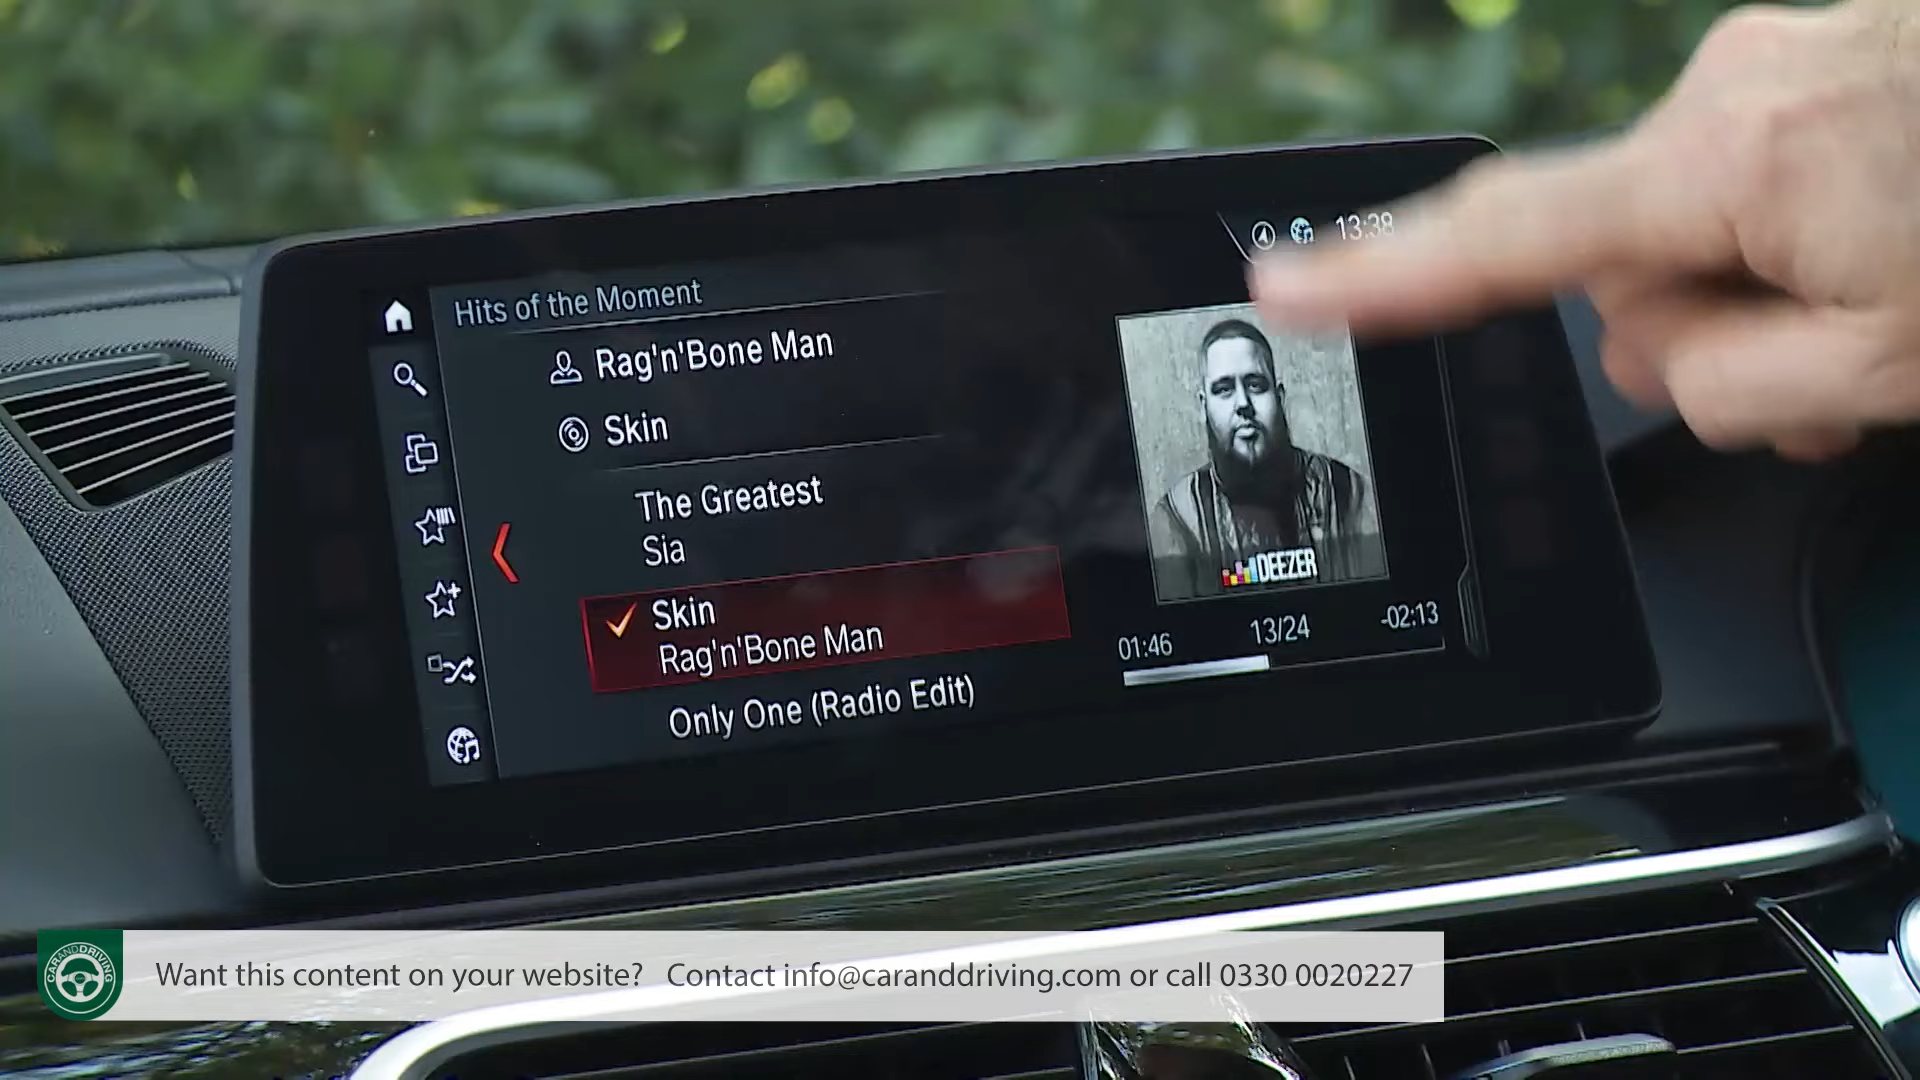 13:38
Hits of the Moment
Rag'n'Bone Man
Skin
The Greatest
Sia
Skin
Rag'n'Bone Man
Only One (Radio Edit)
DEEZER
01:46
13/24
-02:13
CARANDDRIVING
Want this content on your website? Contact info@caranddriving.com or call 0330 0020227